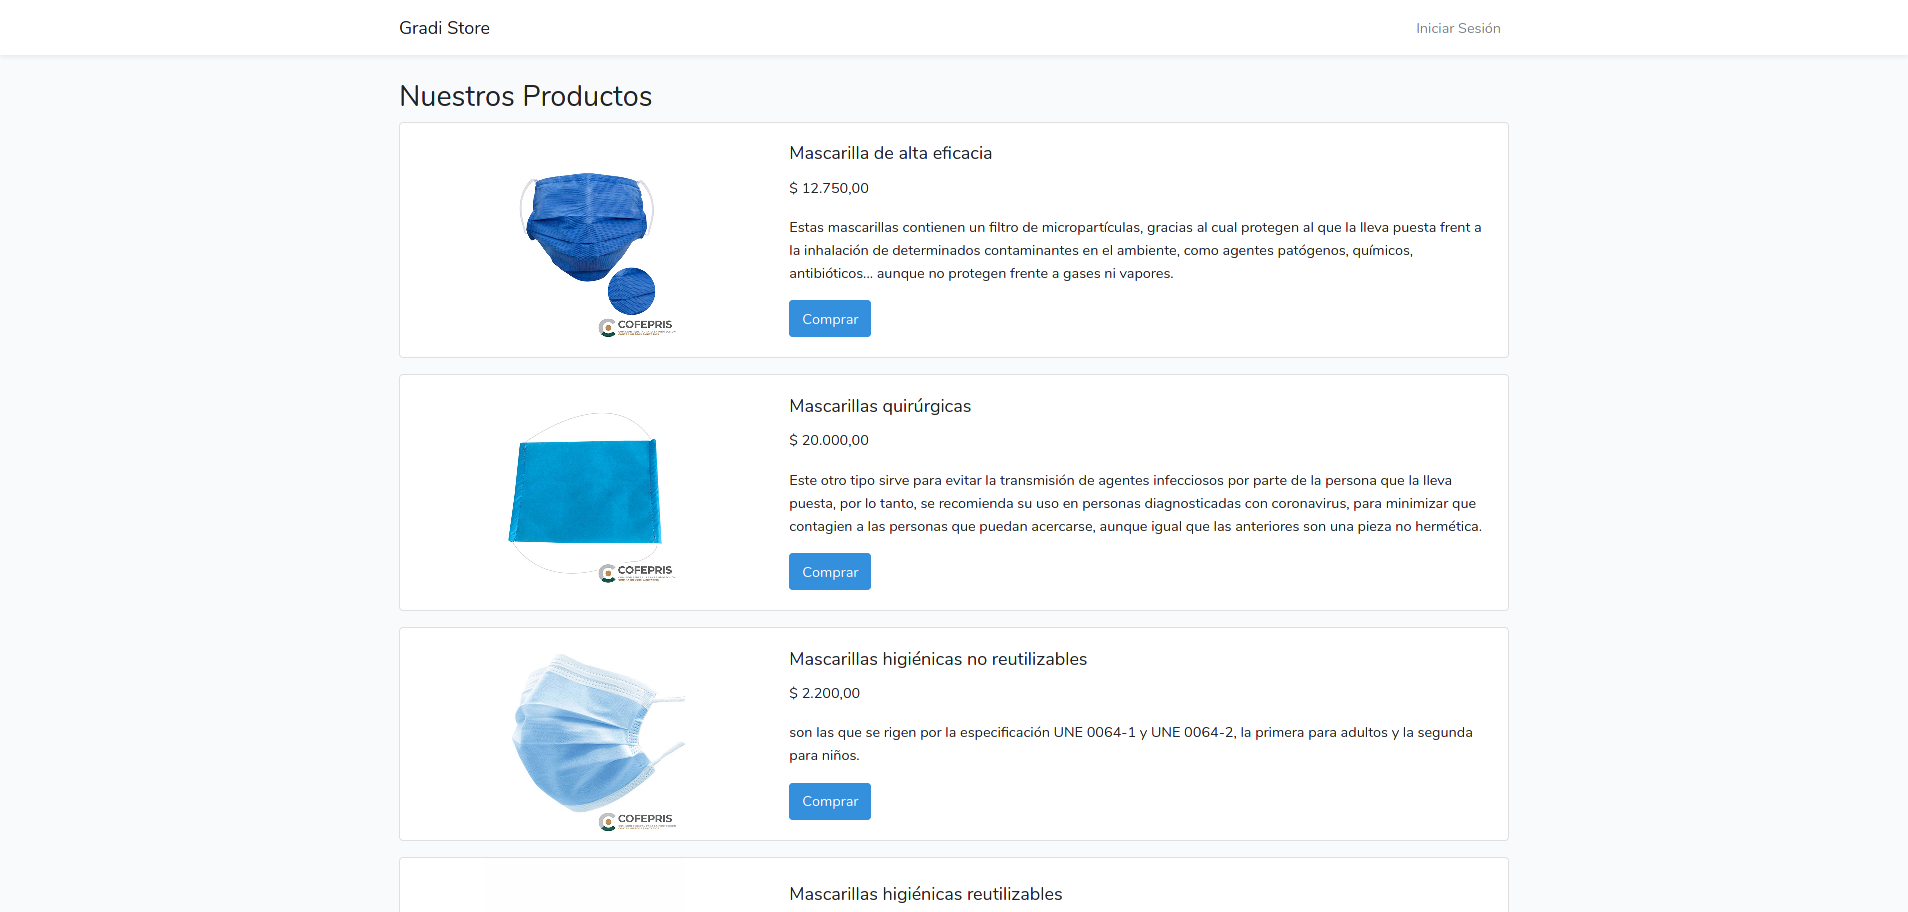 Gradi Store
Iniciar Sesión
Nuestros Productos
Mascarilla de alta eficacia
$ 12.750,00
Estas mascarillas contienen un filtro de micropartículas, gracias al cual protegen al que la lleva puesta frent a
la inhalación de determinados contaminantes en el ambiente, como agentes patógenos, químicos,
antibióticos... aunque no protegen frente a gases ni vapores.
Comprar
COFEPRIS
Mascarillas quirúrgicas
$ 20.000,00
Este otro tipo sirve para evitar la transmisión de agentes infecciosos por parte de la persona que la lleva
puesta, por lo tanto, se recomienda su uso en personas diagnosticadas con coronavirus, para minimizar que
contagien a las personas que puedan acercarse, aunque igual que las anteriores son una pieza no hermética.
Comprar
COFEPRIS
Mascarillas higiénicas no reutilizables
$ 2.200,00
son las que se rigen por la especificación UNE 0064-1 y UNE 0064-2, la primera para adultos y la segunda
para niños.
Comprar
COFEPRIS
Mascarillas higiénicas reutilizables